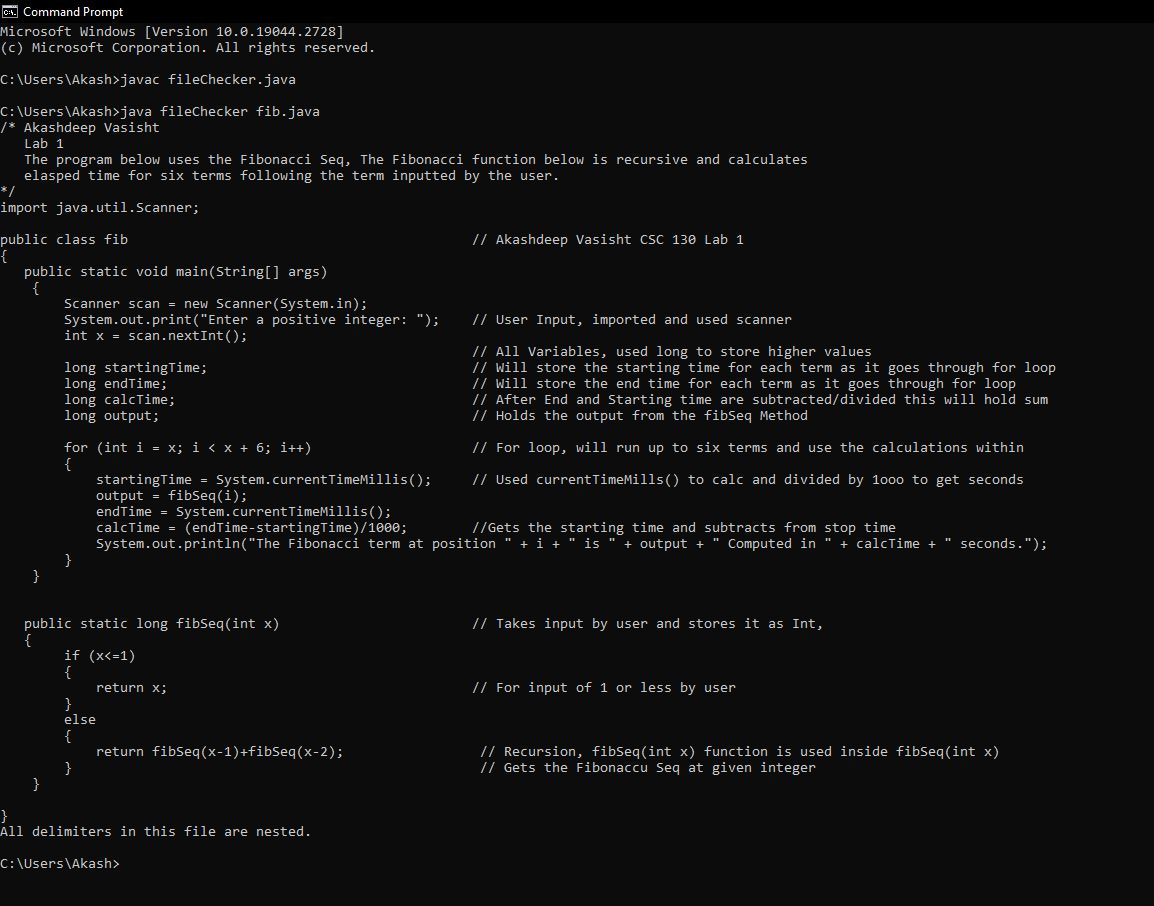 Command Prompt
Microsoft Windows [Version 10.0.19044.2728]
(c) Microsoft Corporation. All rights reserved.

C:\Users\Akash>javac fileChecker.java

C:\Users\Akash>java fileChecker fib.java
/* Akashdeep Vasisht
   Lab 1
   The program below uses the Fibonacci Seq, The Fibonacci function below is recursive and calculates
   elasped time for six terms following the term inputted by the user.
*/
import java.util.Scanner;

public class fib                                           // Akashdeep Vasisht CSC 130 Lab 1
{
   public static void main(String[] args)
    {
        Scanner scan = new Scanner(System.in);
        System.out.print("Enter a positive integer: ");    // User Input, imported and used scanner
        int x = scan.nextInt();
                                                           // All Variables, used long to store higher values
        long startingTime;                                 // Will store the starting time for each term as it goes through for loop
        long endTime;                                      // Will store the end time for each term as it goes through for loop
        long calcTime;                                     // After End and Starting time are subtracted/divided this will hold sum
        long output;                                       // Holds the output from the fibSeq Method

        for (int i = x; i < x + 6; i++)                    // For loop, will run up to six terms and use the calculations within
        {
            startingTime = System.currentTimeMillis();     // Used currentTimeMills() to calc and divided by 1ooo to get seconds
            output = fibSeq(i);
            endTime = System.currentTimeMillis();
            calcTime = (endTime-startingTime)/1000;        //Gets the starting time and subtracts from stop time
            System.out.println("The Fibonacci term at position " + i + " is " + output + " Computed in " + calcTime + " seconds.");
        }
    }


   public static long fibSeq(int x)                        // Takes input by user and stores it as Int,
   {
        if (x<=1)
        {
            return x;                                      // For input of 1 or less by user
        }
        else
        {
            return fibSeq(x-1)+fibSeq(x-2);                 // Recursion, fibSeq(int x) function is used inside fibSeq(int x)
        }                                                   // Gets the Fibonaccu Seq at given integer
    }

}
All delimiters in this file are nested.

C:\Users\Akash>